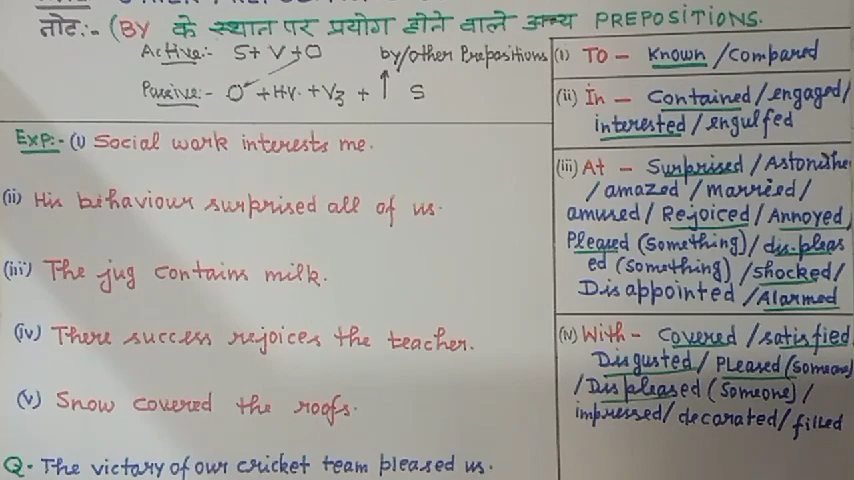 नोट:- (BY के स्थान पर प्रयोग होने वाले अन्य PREPOSITIONS.
Active:- S+ V+O
by/other Prepositions
Passive:- O + H.V. + V3 + ↑ S
Exp:- (i) Social work interests me.
(ii) His bihaviour surprised all of us.
(iii) The jug contains milk.
(iv) There success rejoices the teacher.
(v) Snow covered the roofs.
Q. The victory of our cricket team pleased us.
(i) TO - Known /Compared
(ii) In - Contained/engaged/
interested/engulfed
(iii) At - Surprised/Astonishe
/amazed/married/
amused/Rejoiced/Annoyed,
Pleased (something)/displeas
ed (something)/shocked/
Disappointed/Alarmed
(iv) With - Covered/satisfied
Disgusted/Pleased (someone)
/Displeased (someone)/
impressed/decorated/filled